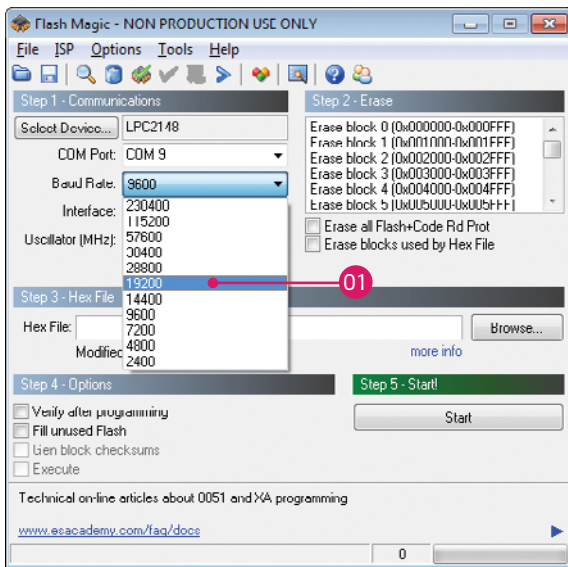 Flash Magic - NON PRODUCTION USE ONLY
File ISP Options Tools Help
Step 1 - Communications
Select Device... LPC2148
COM Port: COM 9
Baud Rate: 9600
230400
115200
57600
38400
28800
19200
14400
9600
7200
4800
2400
Interface:
Oscillator (MHz):
Step 2 - Erase
Erase block 0 (0x000000-0x000FFF)
Erase block 1 (0x001000-0x001FFF)
Erase block 2 (0x002000-0x002FFF)
Erase block 3 (0x003000-0x003FFF)
Erase block 4 (0x004000-0x004FFF)
Erase block 5 (0x005000-0x005FFF)
Erase all Flash+Code Rd Prot
Erase blocks used by Hex File
01
Step 3 - Hex File
Hex File:
Browse...
Modified
more info
Step 4 - Options
Verify after programming
Fill unused Flash
Gen block checksums
Execute
Step 5 - Start!
Start
Technical on-line articles about 8051 and XA programming
www.esacademy.com/faq/docs
0